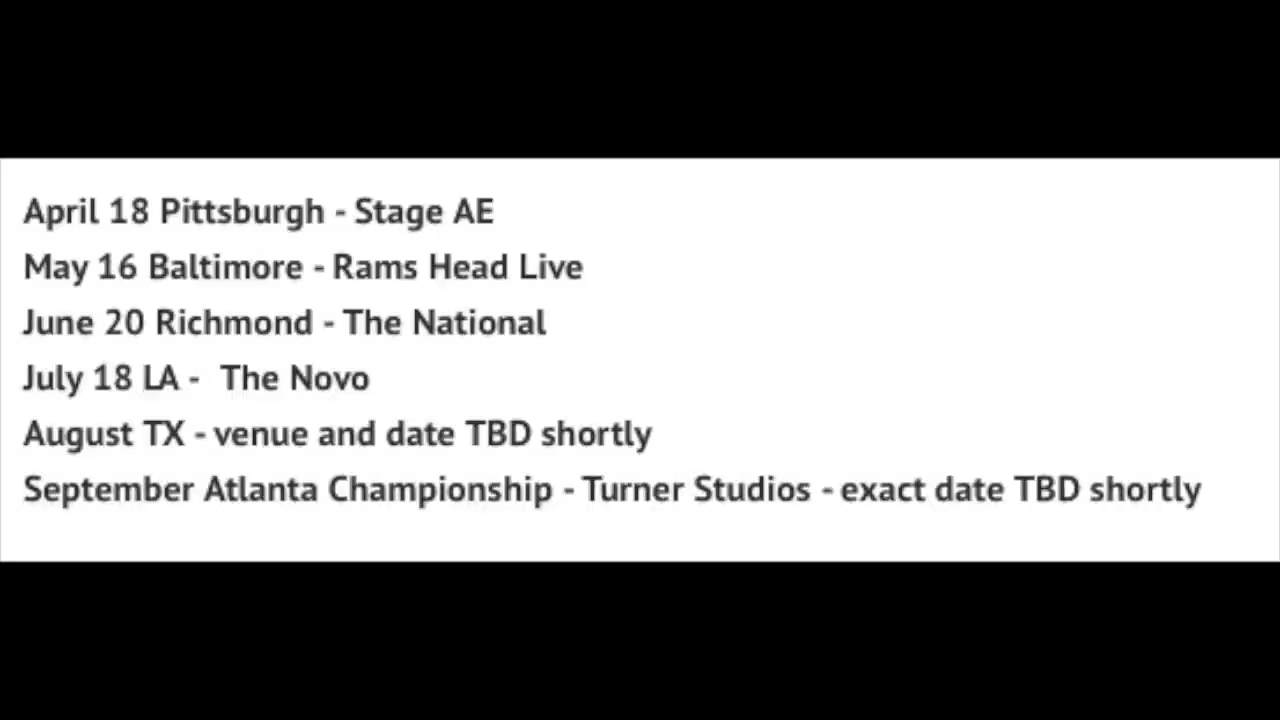 April 18 Pittsburgh - Stage AE
May 16 Baltimore - Rams Head Live
June 20 Richmond - The National
July 18 LA -  The Novo
August TX - venue and date TBD shortly
September Atlanta Championship - Turner Studios - exact date TBD shortly